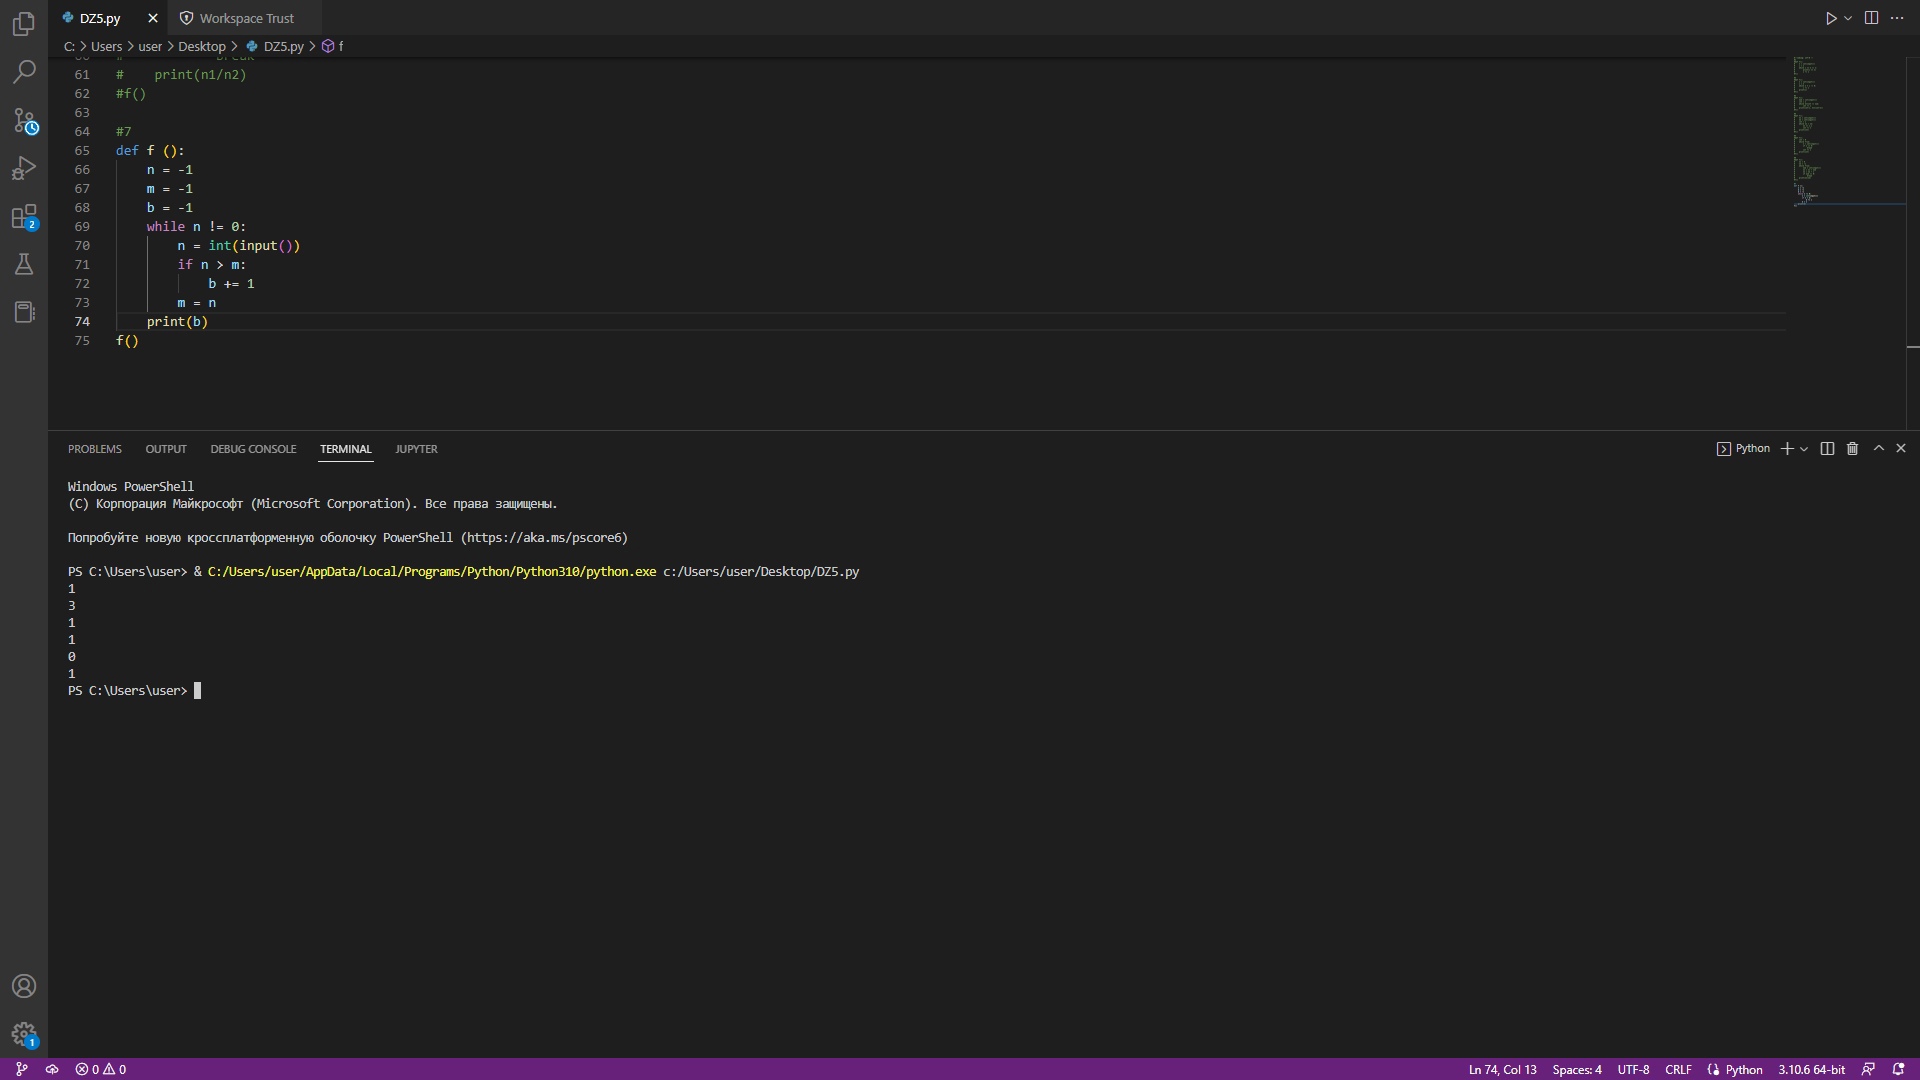 DZ5.py
Workspace Trust
C: > Users > user > Desktop > DZ5.py > f
60 # break
61 #    print(n1/n2)
62 #f()
63
64 #7
65 def f ():
66     n = -1
67     m = -1
68     b = -1
69     while n != 0:
70         n = int(input())
71         if n > m:
72             b += 1
73         m = n
74     print(b)
75 f()
PROBLEMS OUTPUT DEBUG CONSOLE TERMINAL JUPYTER
Python
Windows PowerShell
(C) Корпорация Майкрософт (Microsoft Corporation). Все права защищены.
Попробуйте новую кроссплатформенную оболочку PowerShell (https://aka.ms/pscore6)
PS C:\Users\user> & C:/Users/user/AppData/Local/Programs/Python/Python310/python.exe c:/Users/user/Desktop/DZ5.py
1
3
1
1
0
1
PS C:\Users\user>
2
1
0 0
Ln 74, Col 13 Spaces: 4 UTF-8 CRLF Python 3.10.6 64-bit